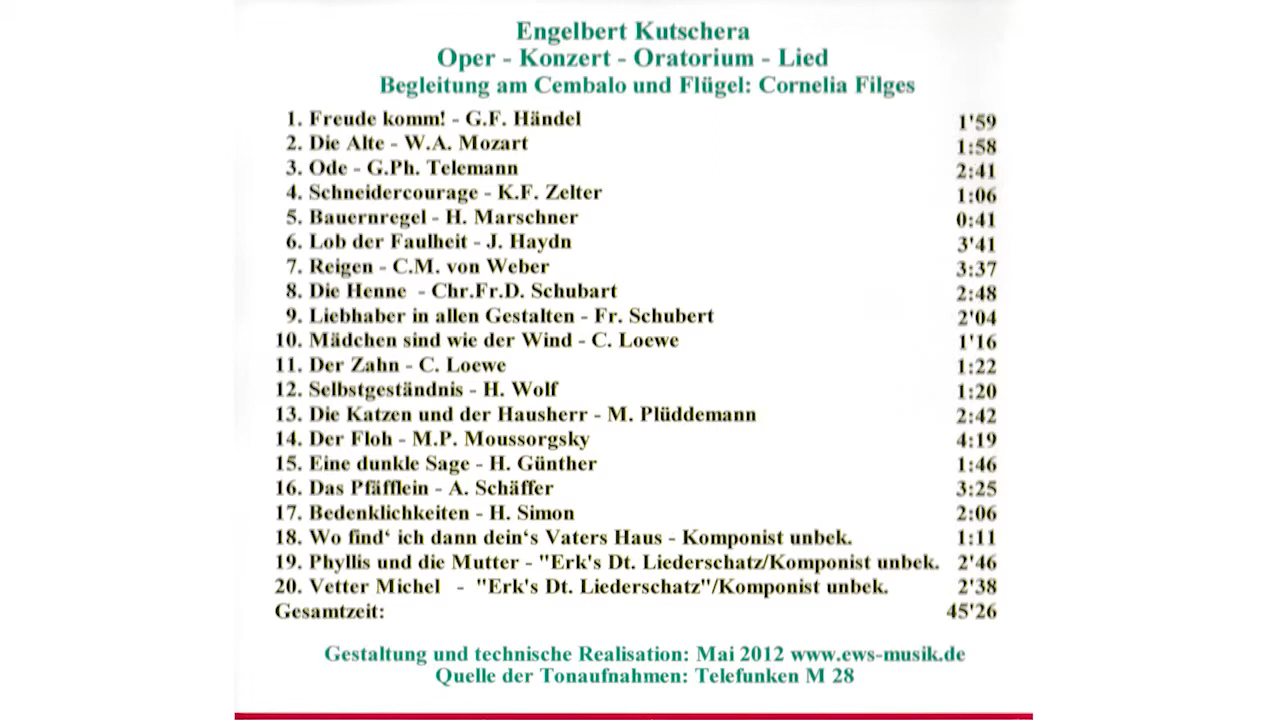 Engelbert Kutschera
Oper - Konzert - Oratorium - Lied
Begleitung am Cembalo und Flügel: Cornelia Filges
1. Freude komm! - G.F. Händel 1'59
2. Die Alte - W.A. Mozart 1:58
3. Ode - G.Ph. Telemann 2:41
4. Schneidercourage - K.F. Zelter 1:06
5. Bauernregel - H. Marschner 0:41
6. Lob der Faulheit - J. Haydn 3'41
7. Reigen - C.M. von Weber 3:37
8. Die Henne - Chr.Fr.D. Schubart 2:48
9. Liebhaber in allen Gestalten - Fr. Schubert 2'04
10. Mädchen sind wie der Wind - C. Loewe 1'16
11. Der Zahn - C. Loewe 1:22
12. Selbstgeständnis - H. Wolf 1:20
13. Die Katzen und der Hausherr - M. Plüddemann 2:42
14. Der Floh - M.P. Moussorgsky 4:19
15. Eine dunkle Sage - H. Günther 1:46
16. Das Pfäfflein - A. Schäffer 3:25
17. Bedenklichkeiten - H. Simon 2:06
18. Wo find‘ ich dann dein‘s Vaters Haus - Komponist unbek. 1:11
19. Phyllis und die Mutter - "Erk's Dt. Liederschatz/Komponist unbek. 2'46
20. Vetter Michel - "Erk's Dt. Liederschatz"/Komponist unbek. 2'38
Gesamtzeit: 45'26
Gestaltung und technische Realisation: Mai 2012 www.ews-musik.de
Quelle der Tonaufnahmen: Telefunken M 28